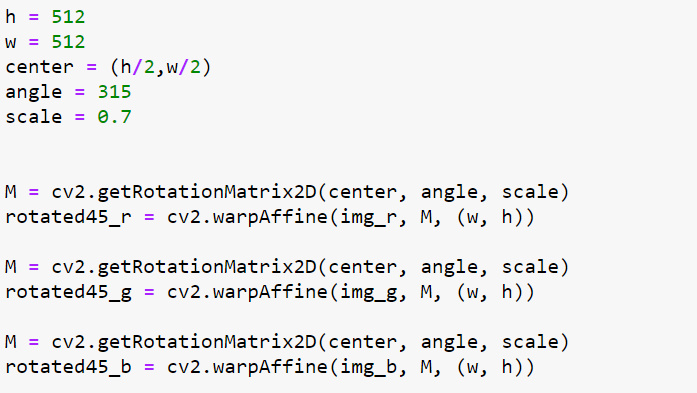 h = 512
w = 512
center = (h/2,w/2)
angle = 315
scale = 0.7
M = cv2.getRotationMatrix2D(center, angle, scale)
rotated45_r = cv2.warpAffine(img_r, M, (w, h))
M = cv2.getRotationMatrix2D(center, angle, scale)
rotated45_g = cv2.warpAffine(img_g, M, (w, h))
M = cv2.getRotationMatrix2D(center, angle, scale)
rotated45_b = cv2.warpAffine(img_b, M, (w, h))